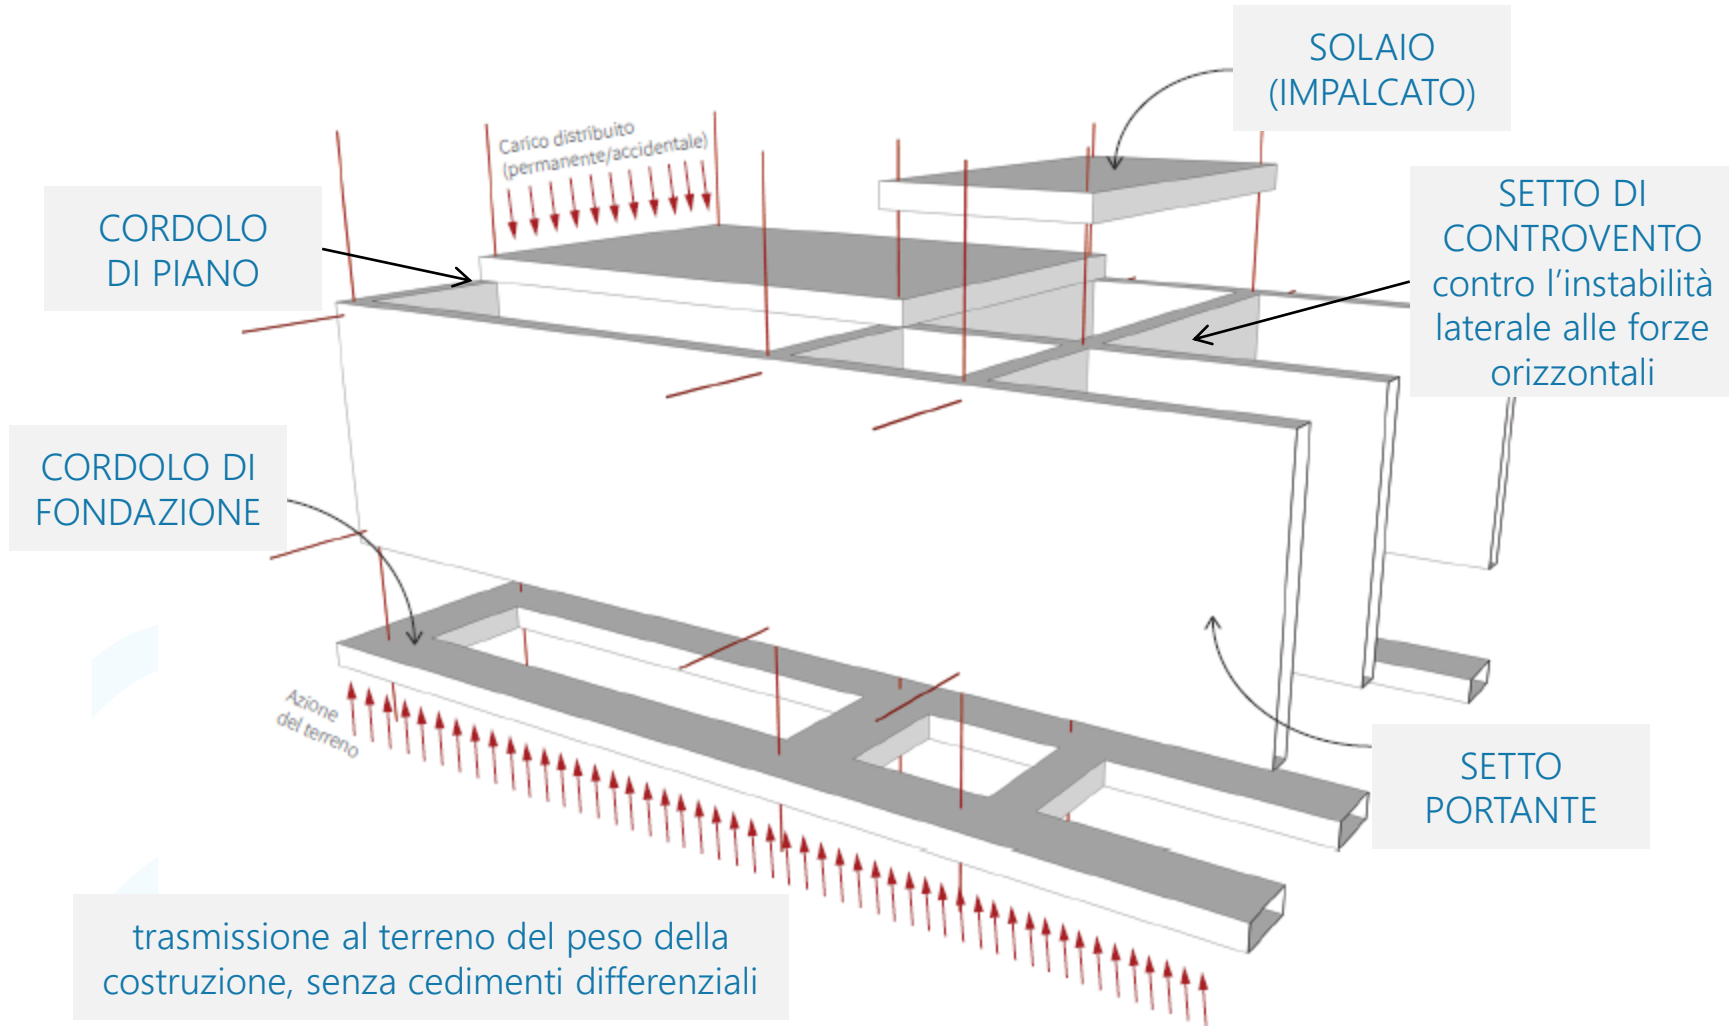 SOLAIO
(IMPALCATO)
Carico distribuito
(permanente/accidentale)
CORDOLO
DI PIANO
SETTO DI
CONTROVENTO
contro l'instabilità
laterale alle forze
orizzontali
CORDOLO DI
FONDAZIONE
Azione
del terreno
SETTO
PORTANTE
trasmissione al terreno del peso della
costruzione, senza cedimenti differenziali